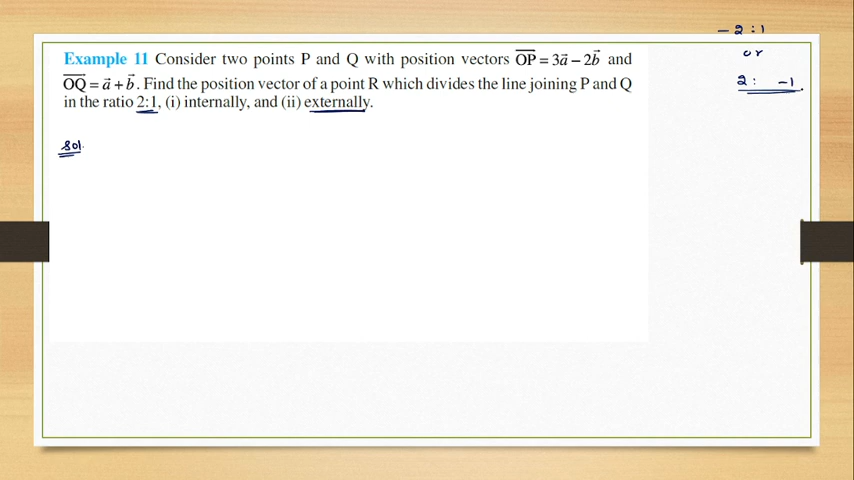 Example 11 Consider two points P and Q with position vectors $\overrightarrow{OP} = 3\vec{a} - 2\vec{b}$ and
$\overrightarrow{OQ} = \vec{a} + \vec{b}$. Find the position vector of a point R which divides the line joining P and Q
in the ratio 2:1, (i) internally, and (ii) externally.
Sol.
-2:1
or
2: -1